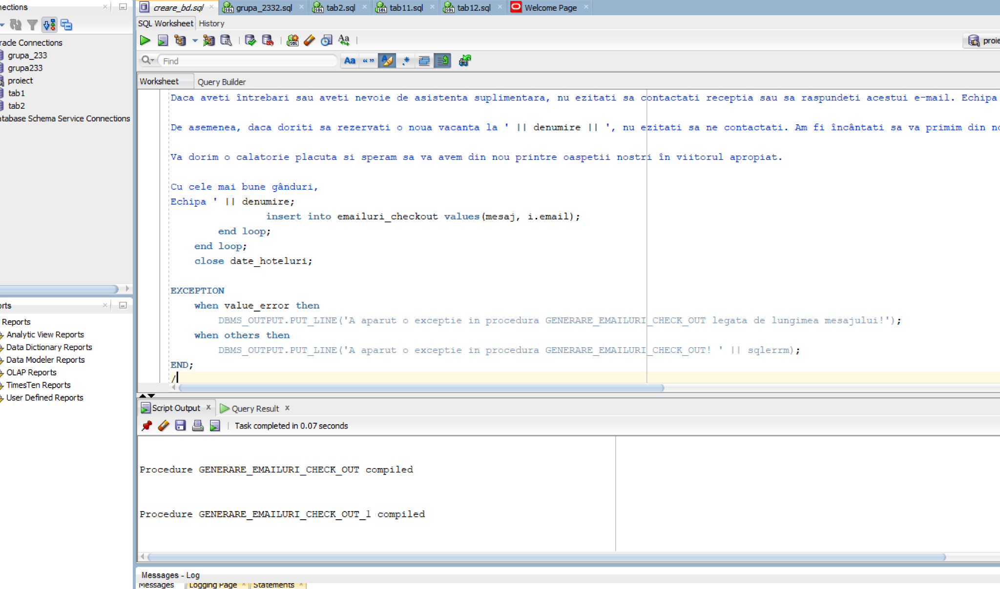 creare_bd.sql grupa_2332.sql tab2.sql tab11.sql tab12.sql Welcome Page
SQL Worksheet History
Find
Worksheet Query Builder
grupa_233
grupa233
proiect
tab1
tab2
Schema Service Connections
Connections
Daca aveti întrebari sau aveti nevoie de asistenta suplimentara, nu ezitati sa contactati receptia sau sa raspundeti acestui e-mail. Echipa
De asemenea, daca doriti sa rezervati o noua vacanta la ' || denumire || ', nu ezitati sa ne contactati. Am fi încântati sa va primim din
Va dorim o calatorie placuta si speram sa va avem din nou printre oaspetii nostri în viitorul apropiat.
Cu cele mai bune gânduri,
Echipa ' || denumire;
insert into emailuri_checkout values(mesaj, i.email);
end loop;
end loop;
close date_hoteluri;
EXCEPTION
when value_error then
DBMS_OUTPUT.PUT_LINE('A aparut o exceptie in procedura GENERARE_EMAILURI_CHECK_OUT legata de lungimea mesajului!');
when others then
DBMS_OUTPUT.PUT_LINE('A aparut o exceptie in procedura GENERARE_EMAILURI_CHECK_OUT! ' || sqlerrm);
END;
/
Reports
Analytic View Reports
Data Dictionary Reports
Data Modeler Reports
OLAP Reports
TimesTen Reports
User Defined Reports
Script Output x Query Result x
Task completed in 0.07 seconds
Procedure GENERARE_EMAILURI_CHECK_OUT compiled
Procedure GENERARE_EMAILURI_CHECK_OUT_1 compiled
Messages - Log
Messages Logging Page Statements